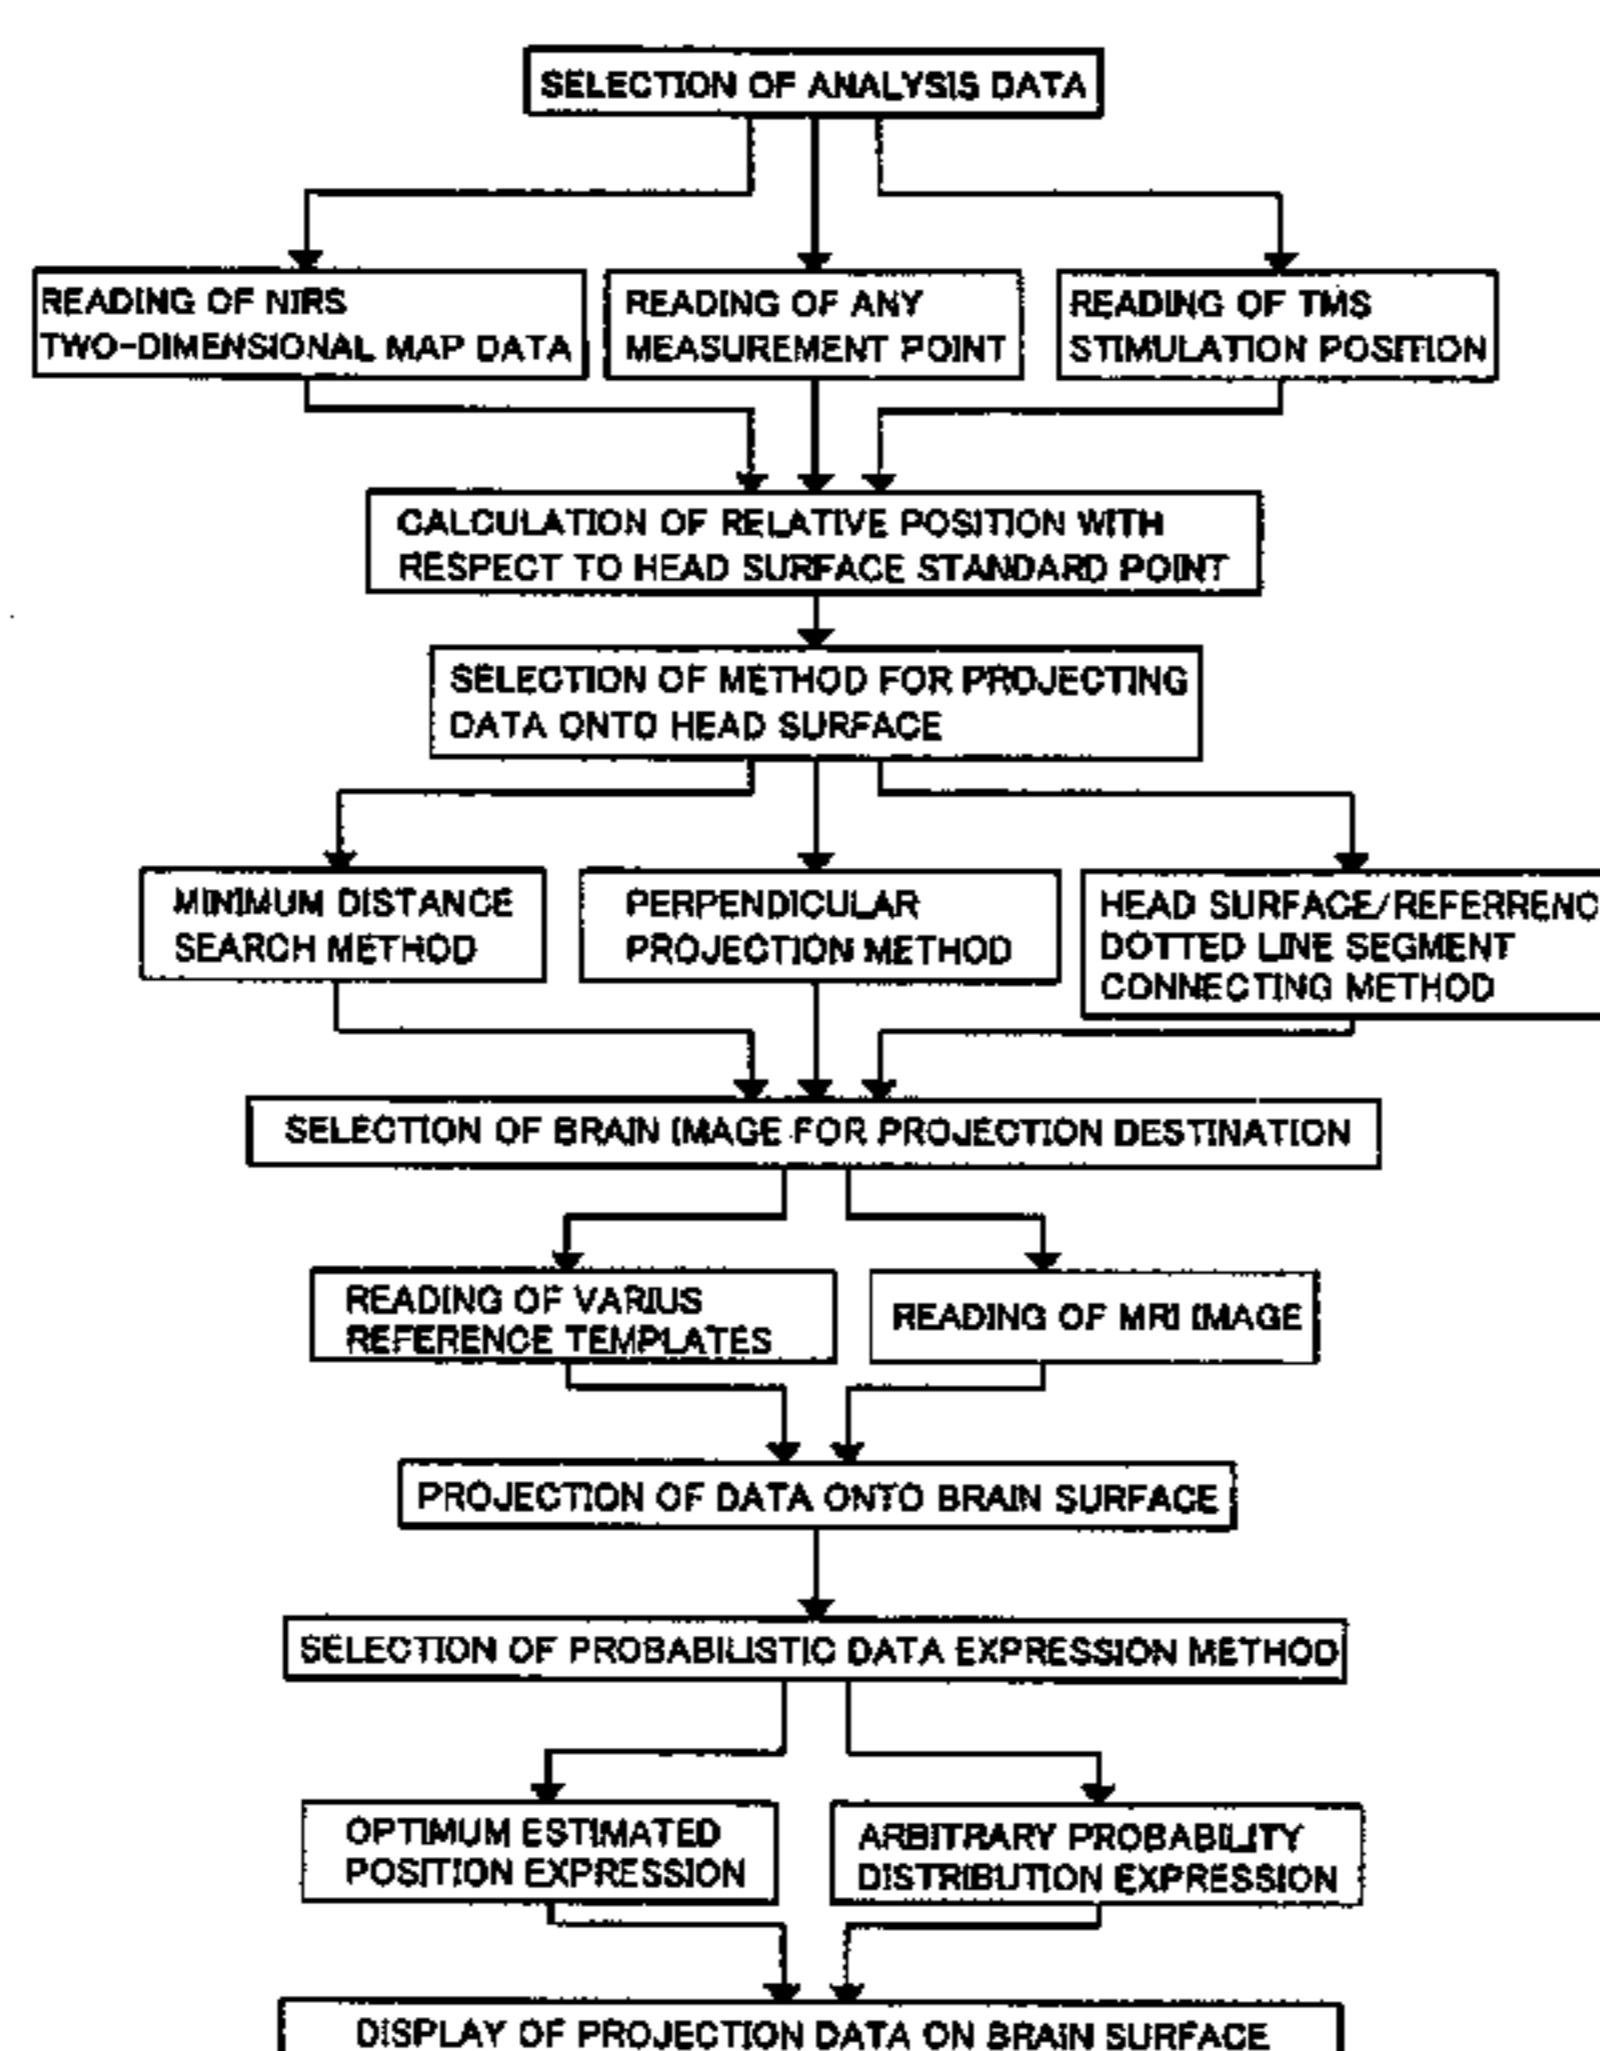 SELECTION OF ANALYSIS DATA
READING OF NIRS
TWO-DIMENSIONAL MAP DATA
READING OF ANY
MEASUREMENT POINT
READING OF TMS
STIMULATION POSITION
CALCULATION OF RELATIVE POSITION WITH
RESPECT TO HEAD SURFACE STANDARD POINT
SELECTION OF METHOD FOR PROJECTING
DATA ONTO HEAD SURFACE
MINIMUM DISTANCE
SEARCH METHOD
PERPENDICULAR
PROJECTION METHOD
HEAD SURFACE/REFERRENC
DOTTED LINE SEGMENT
CONNECTING METHOD
SELECTION OF BRAIN IMAGE FOR PROJECTION DESTINATION
READING OF VARIUS
REFERENCE TEMPLATES
READING OF MRI IMAGE
PROJECTION OF DATA ONTO BRAIN SURFACE
SELECTION OF PROBABILISTIC DATA EXPRESSION METHOD
OPTIMUM ESTIMATED
POSITION EXPRESSION
ARBITRARY PROBABILITY
DISTRIBUTION EXPRESSION
DISPLAY OF PROJECTION DATA ON BRAIN SURFACE